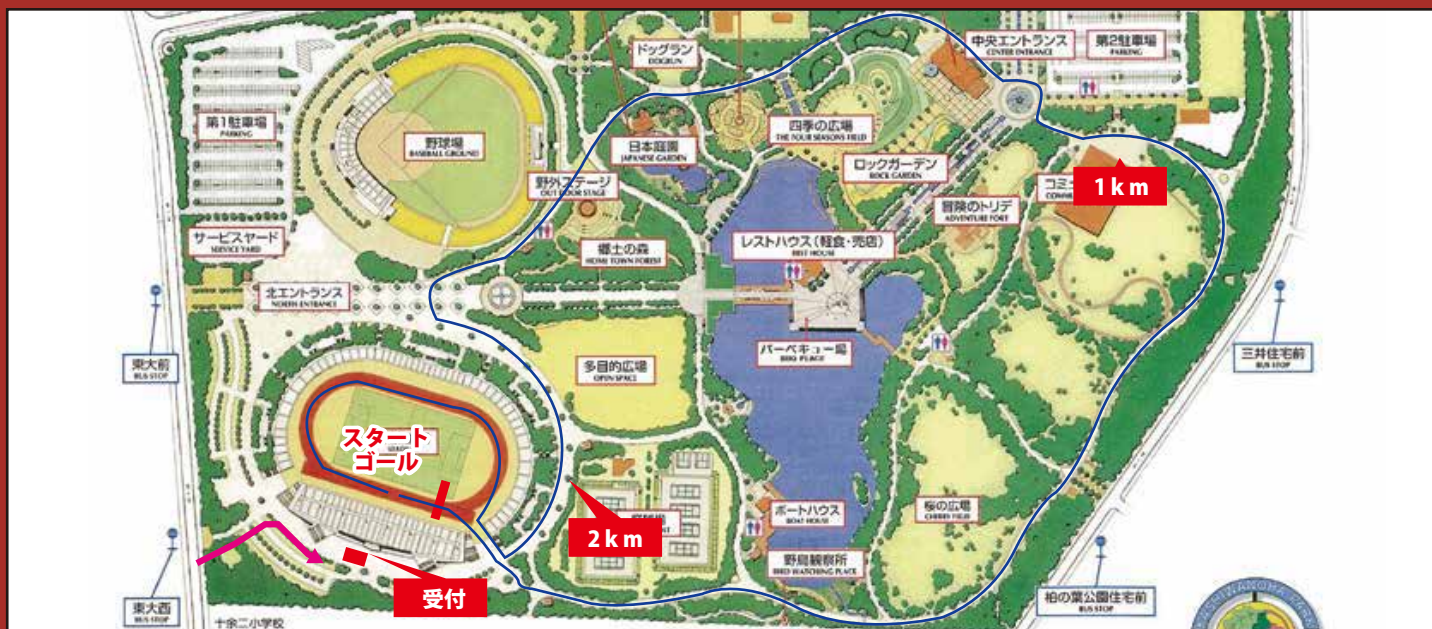 ドッグラン
DOGRUN
中央エントランス
CENTER ENTRANCE
第2駐車場
PARKING
第1駐車場
PARKING
野球場
BASEBALL GROUND
日本庭園
JAPANESE GARDEN
四季の広場
THE FOUR SEASONS FIELD
ロックガーデン
ROCK GARDEN
野外ステージ
OUT DOOR STAGE
1km
冒険のトリデ
ADVENTURE FORT
サービスヤード
SERVICE YARD
郷土の森
HOME TOWN FOREST
レストハウス(軽食・売店)
REST HOUSE
北エントランス
NORTH ENTRANCE
東大前
BUS STOP
多目的広場
OPEN SPACE
バーベキュー場
BBQ PLACE
三井住宅前
BUS STOP
スタート
ゴール
2km
ボートハウス
BOAT HOUSE
桜の広場
CHERRY FIELD
野鳥観察所
BIRD WATCHING PLACE
受付
東大西
BUS STOP
柏の葉公園住宅前
BUS STOP
十余二小学校